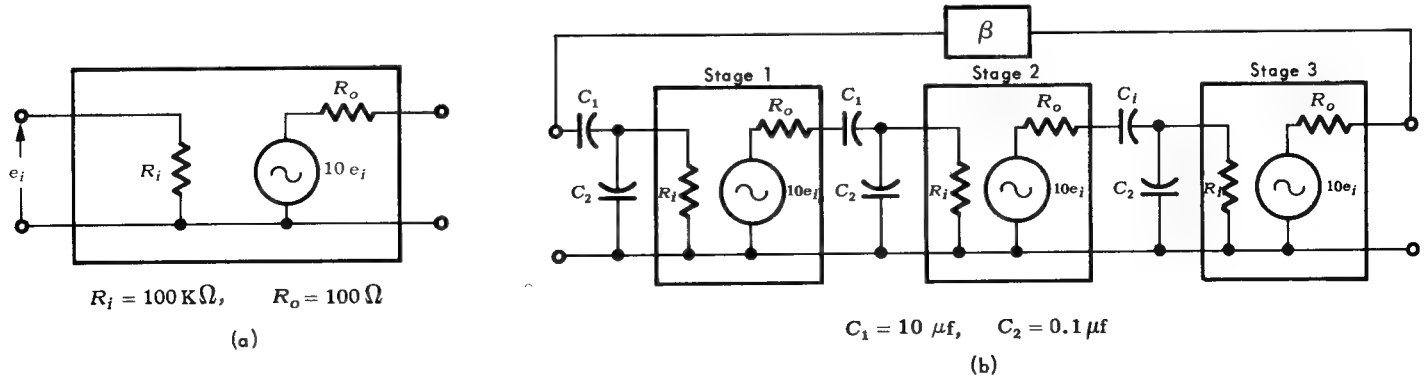 β
Stage 1
Stage 2
Stage 3
R_o
R_i
10 e_i
e_i
C_1
C_2
R_i
R_o
10e_i
C_1
C_2
R_i
R_o
10e_i
C_i
C_2
R_i
R_o
10e_i
R_i = 100 KΩ, R_o = 100 Ω
(a)
C_1 = 10 μf, C_2 = 0.1 μf
(b)